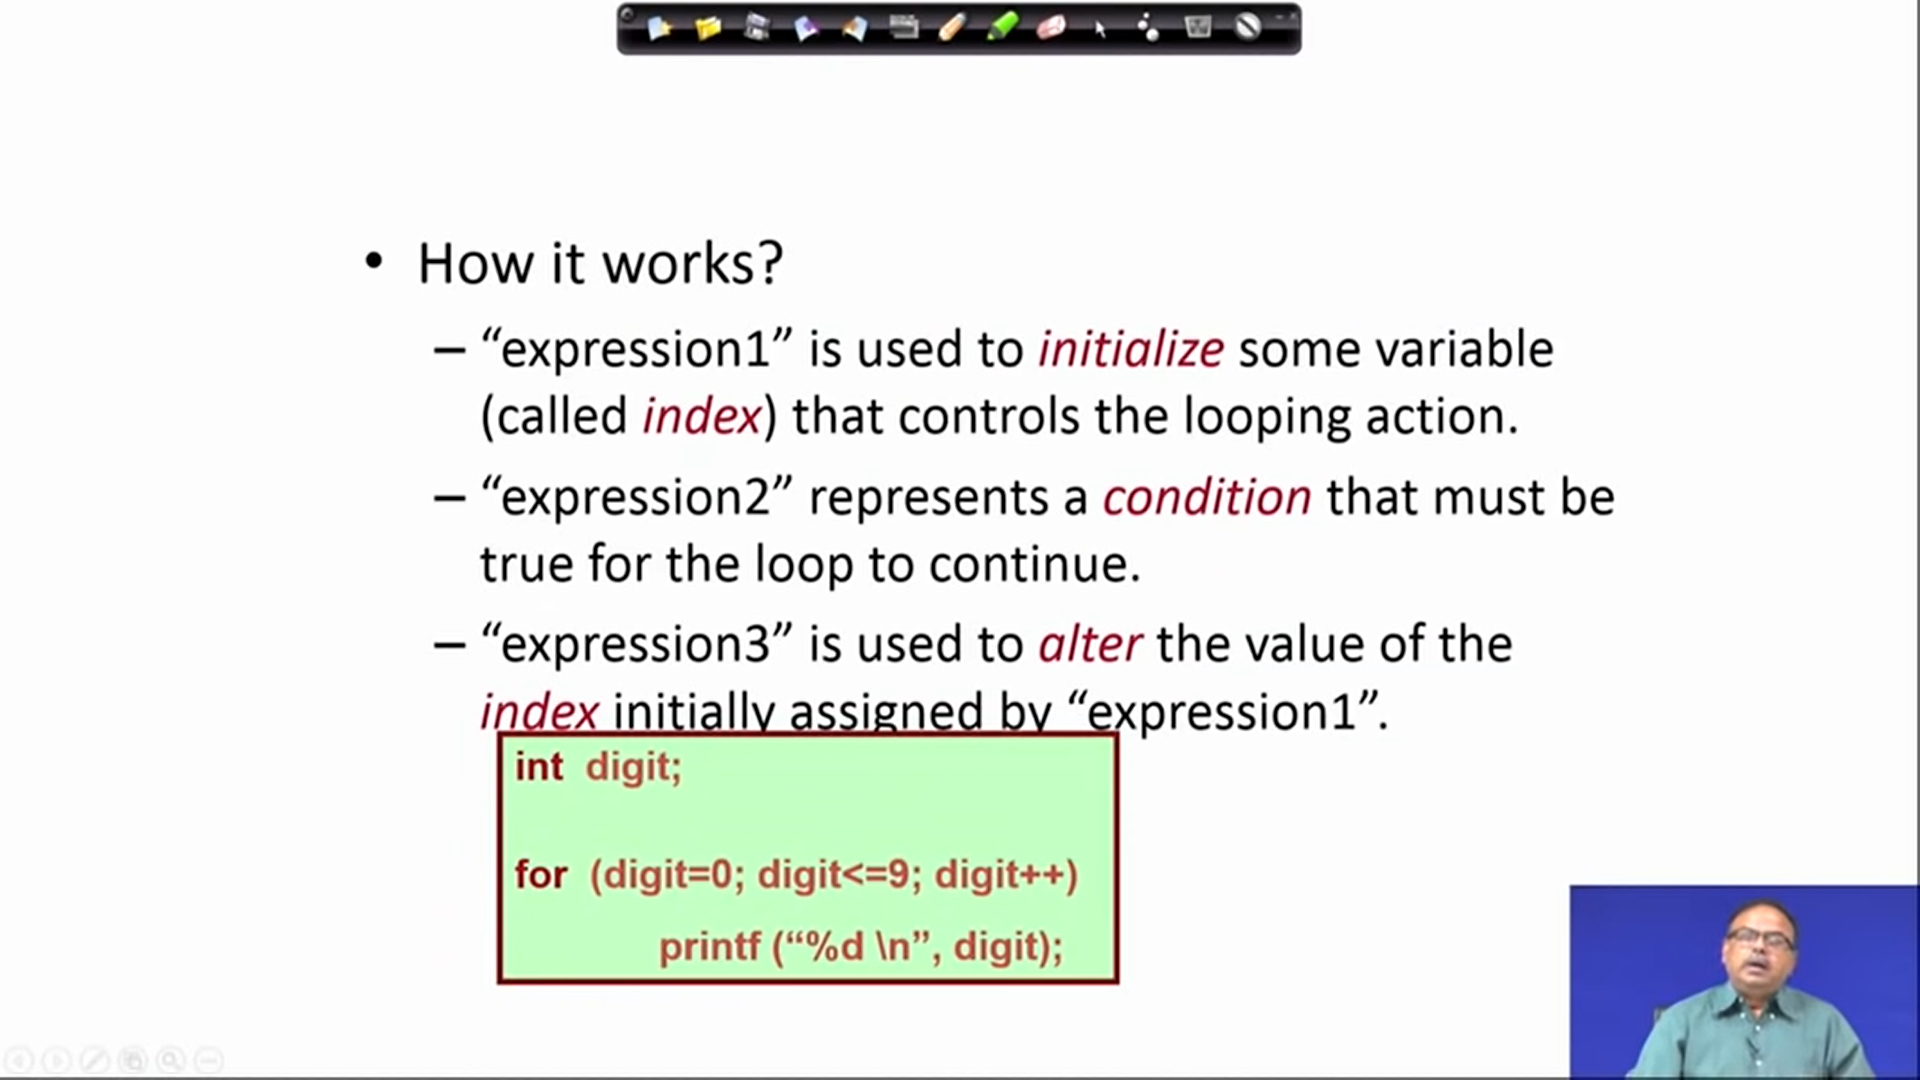 • How it works?
– “expression1” is used to initialize some variable
(called index) that controls the looping action.
– “expression2” represents a condition that must be
true for the loop to continue.
– “expression3” is used to alter the value of the
index initially assigned by “expression1”.
int digit;
for (digit=0; digit<=9; digit++)
printf (“%d \n”, digit);